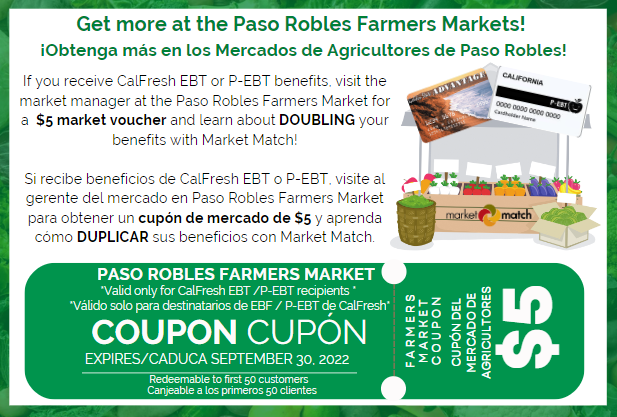 Get more at the Paso Robles Farmers Markets!
¡Obtenga más en los Mercados de Agricultores de Paso Robles!
If you receive CalFresh EBT or P-EBT benefits, visit the
market manager at the Paso Robles Farmers Market for
a $5 market voucher and learn about DOUBLING your
benefits with Market Match!
Si recibe beneficios de CalFresh EBT o P-EBT, visite al
gerente del mercado en Paso Robles Farmers Market
para obtener un cupón de mercado de $5 y aprenda
cómo DUPLICAR sus beneficios con Market Match.
ADVANTAGE
CALIFORNIA
P-EBT
0000 0000 0000 0000
Cardholder Name
market match
PASO ROBLES FARMERS MARKET
*Valid only for CalFresh EBT /P-EBT recipients *
*Válido solo para destinatarios de EBF / P-EBT de CalFresh*
COUPON CUPÓN
EXPIRES/CADUCA SEPTEMBER 30, 2022
Redeemable to first 50 customers
Canjeable a los primeros 50 clientes
FARMERS
MARKET
COUPON
CUPÓN DEL
MERCADO DE
AGRICULTORES
$5